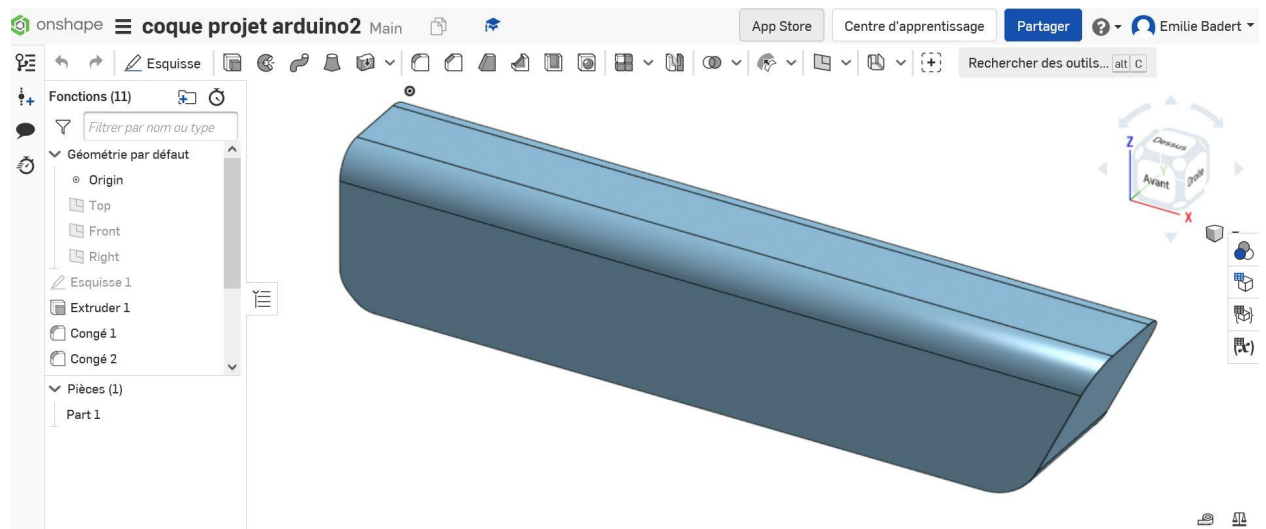 onshape coque projet arduino2 Main App Store Centre d'apprentissage Partager Emilie Badert
Esquisse Rechercher des outils... alt C
Fonctions (11)
Filtrer par nom ou type
Géométrie par défaut
Origin
Top
Front
Right
Esquisse 1
Extruder 1
Congé 1
Congé 2
Pièces (1)
Part 1
Z
Dessus
Y
Avant
Droite
X
(x)